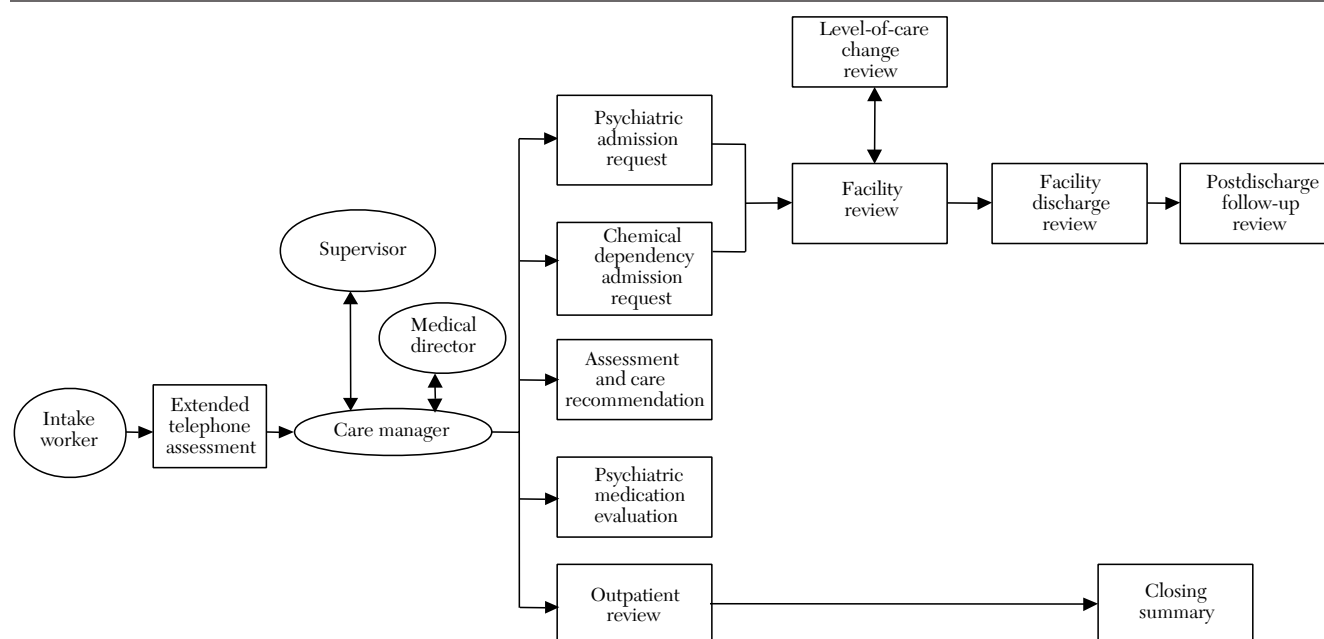 Level-of-care
change
review
Psychiatric
admission
request
Facility
review
Facility
discharge
review
Postdischarge
follow-up
review
Supervisor
Chemical
dependency
admission
request
Medical
director
Assessment
and care
recommendation
Intake
worker
Extended
telephone
assessment
Care manager
Psychiatric
medication
evaluation
Outpatient
review
Closing
summary